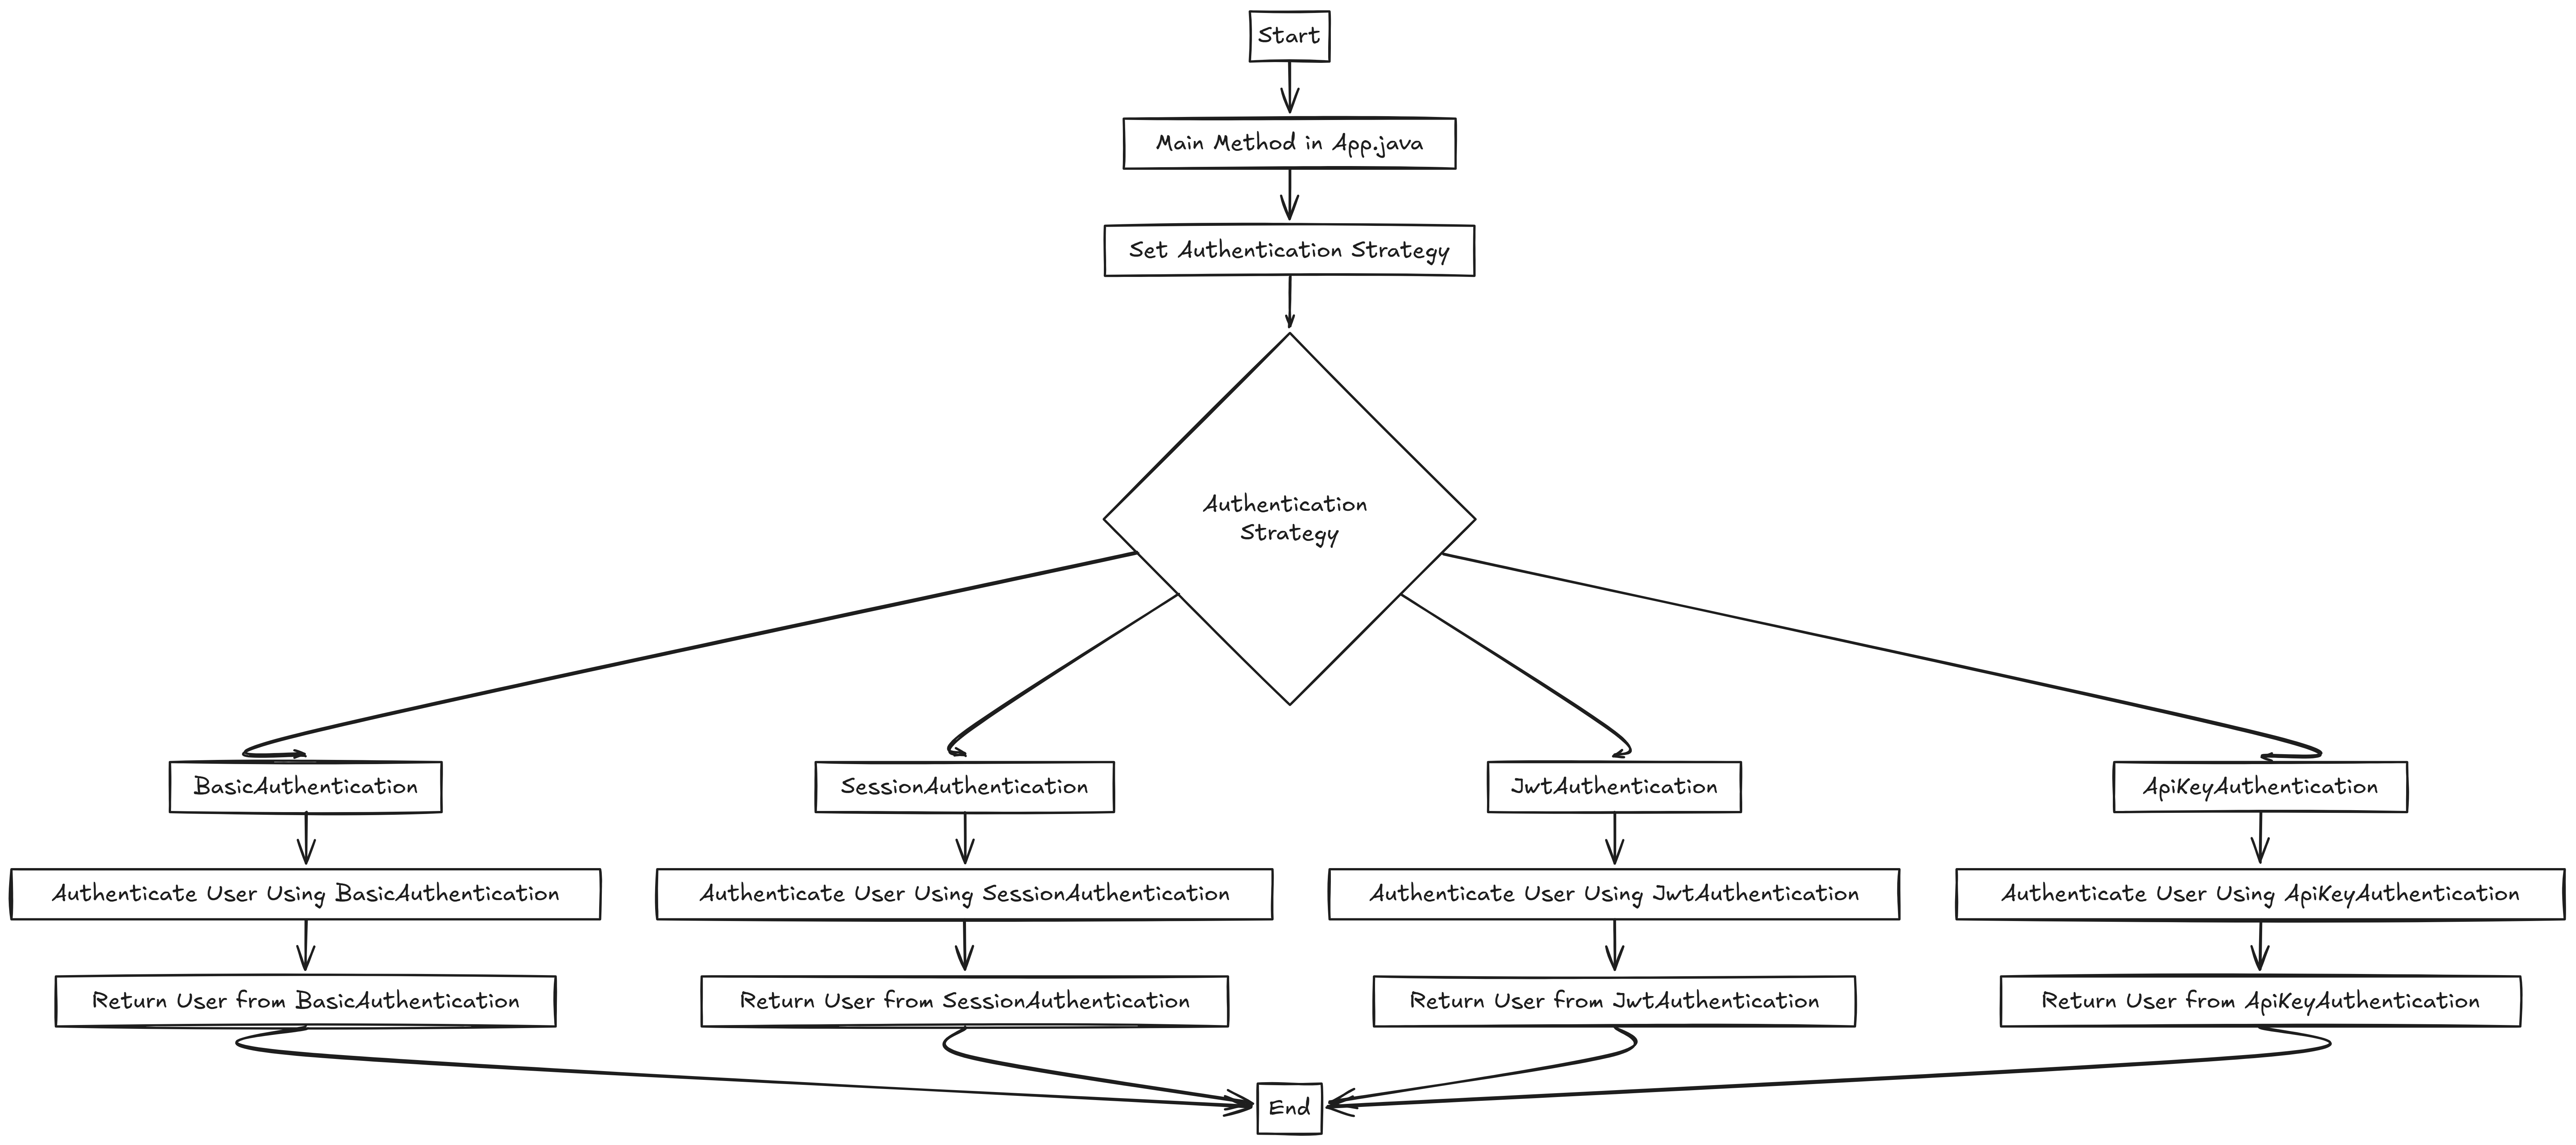 Start
Main Method in App.java
Set Authentication Strategy
Authentication
Strategy
BasicAuthentication
SessionAuthentication
JwtAuthentication
ApiKeyAuthentication
Authenticate User Using BasicAuthentication
Authenticate User Using SessionAuthentication
Authenticate User Using JwtAuthentication
Authenticate User Using ApiKeyAuthentication
Return User from BasicAuthentication
Return User from SessionAuthentication
Return User from JwtAuthentication
Return User from ApiKeyAuthentication
End